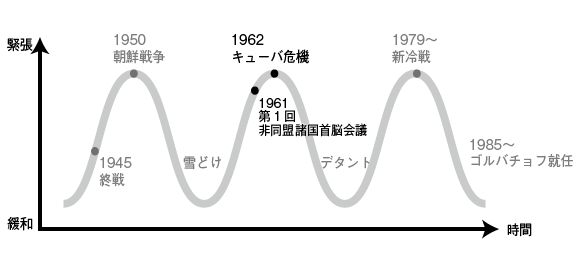 緊張
1950
朝鮮戦争
1962
キューバ危機
1979〜
新冷戦
1961
第1回
非同盟諸国首脳会議
1945
終戦
雪どけ
デタント
1985〜
ゴルバチョフ就任
緩和
時間